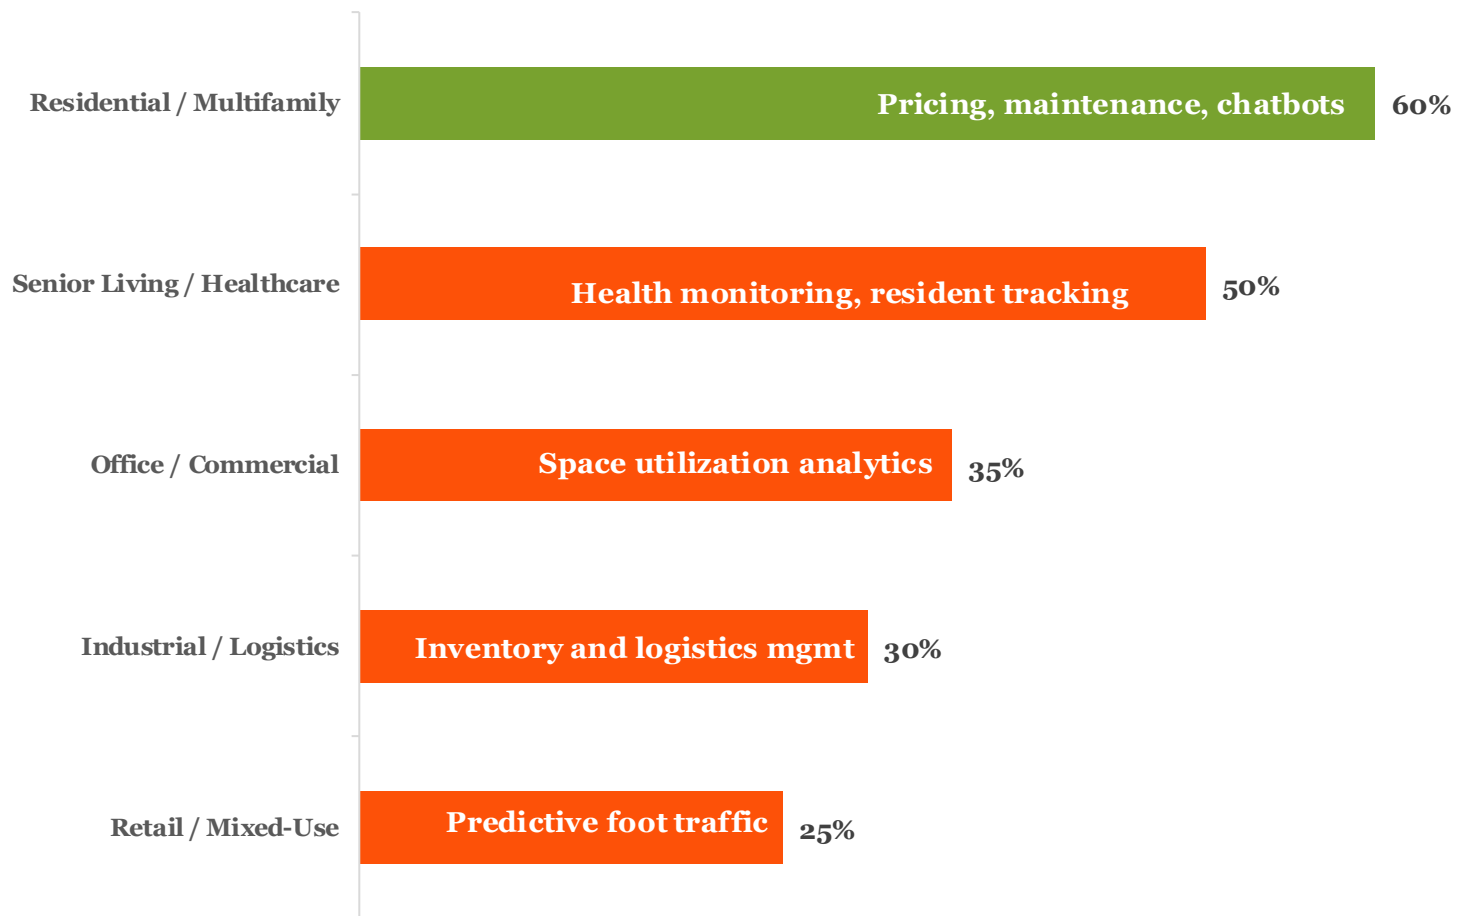 Residential / Multifamily
Pricing, maintenance, chatbots
60%
Senior Living / Healthcare
Health monitoring, resident tracking
50%
Office / Commercial
Space utilization analytics
35%
Industrial / Logistics
Inventory and logistics mgmt
30%
Retail / Mixed-Use
Predictive foot traffic
25%